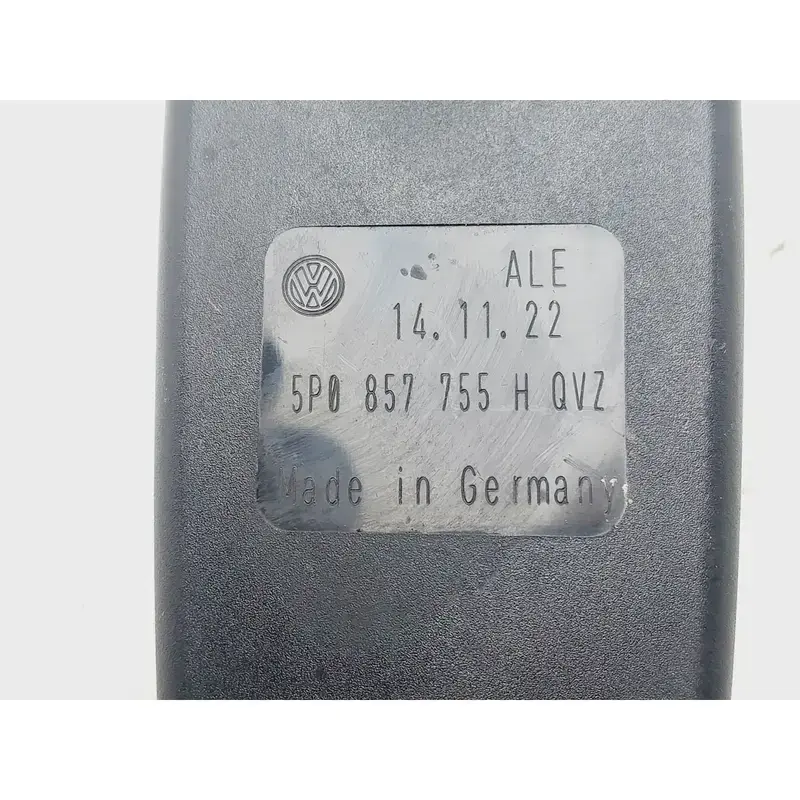 ALE
14.11.22
5P0 857 755 H QVZ
Made in Germany